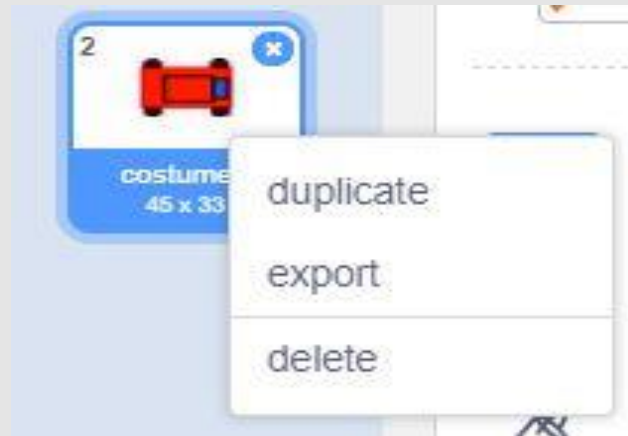 2
costume
45 x 33
duplicate
export
delete